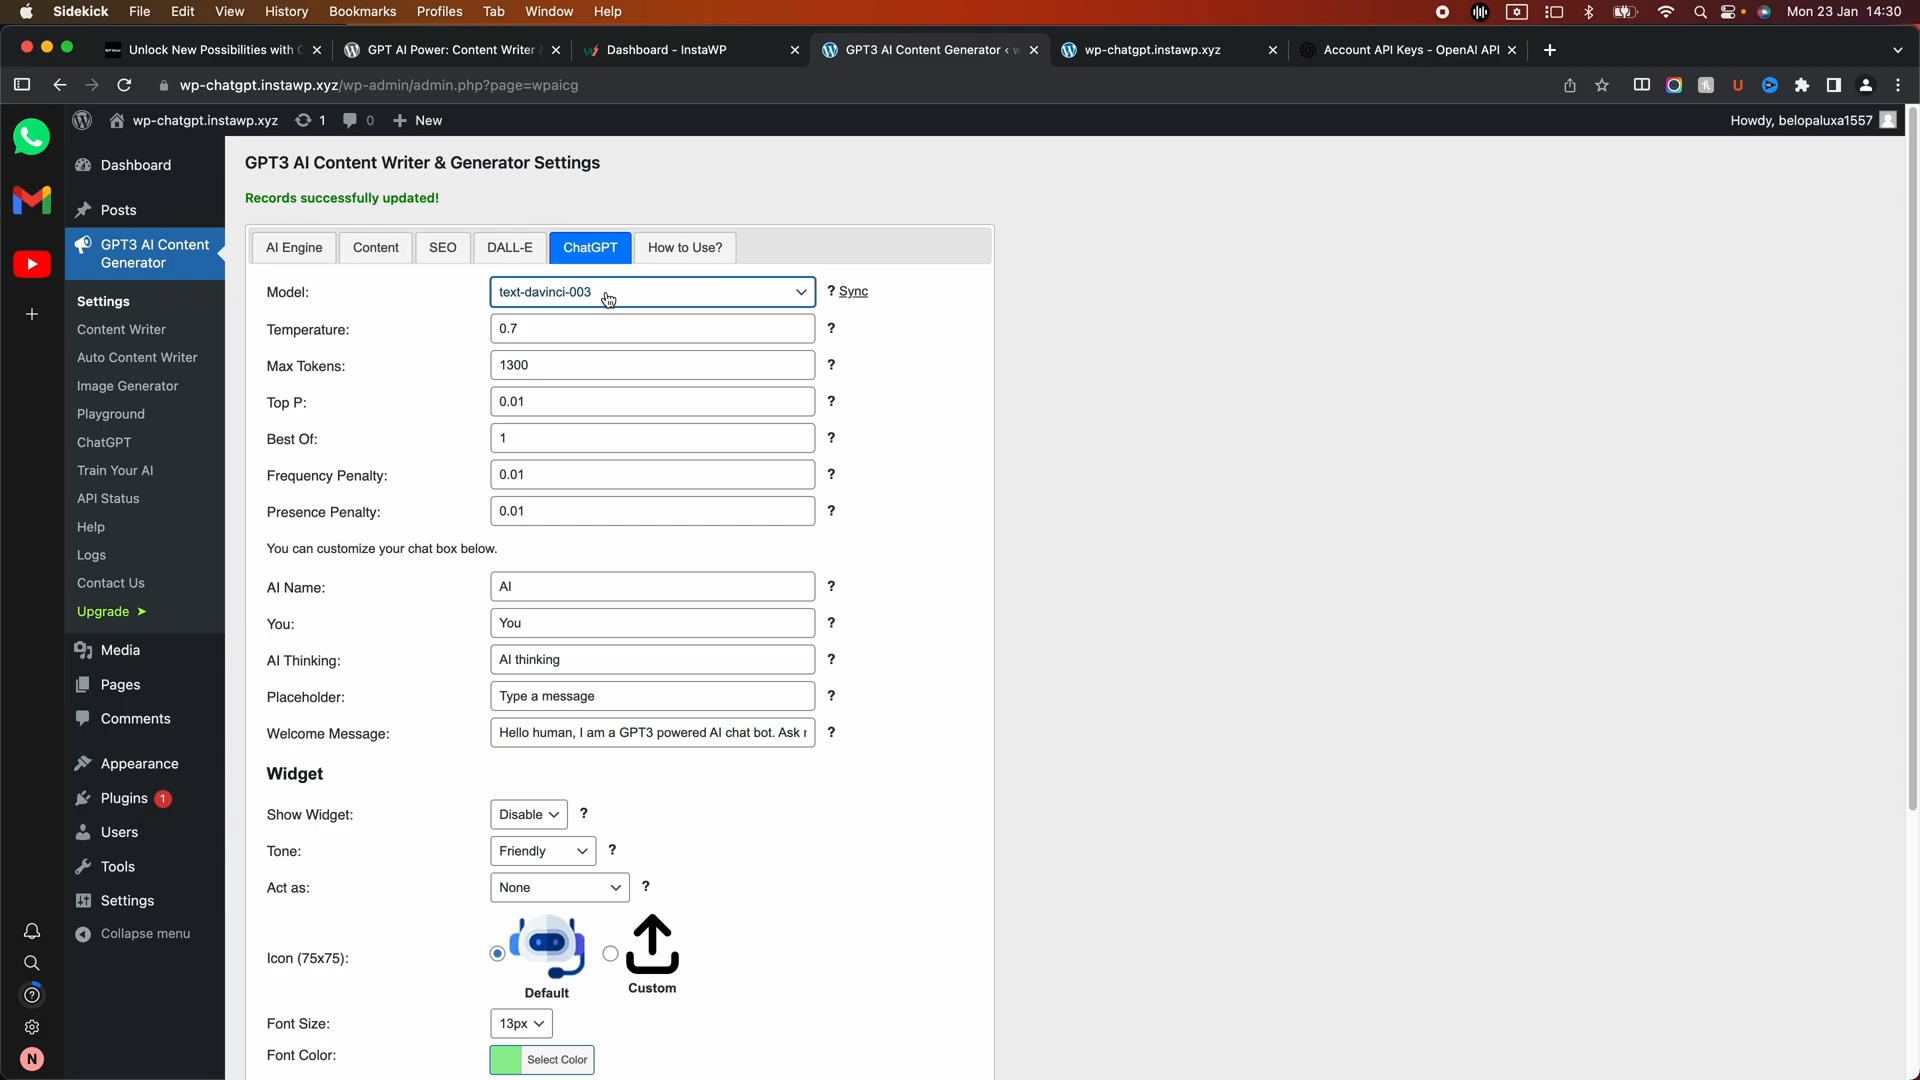 Sidekick File Edit View History Bookmarks Profiles Tab Window Help Mon 23 Jan 14:30
Unlock New Possibilities with GPT AI Power: Content Writer Dashboard - InstaWP GPT3 AI Content Generator ‹ wp-chatgpt.instawp.xyz Account API Keys - OpenAI API
wp-chatgpt.instawp.xyz/wp-admin/admin.php?page=wpaicg
wp-chatgpt.instawp.xyz 1 0 New Howdy, belopaluxa1557
Dashboard
Posts
GPT3 AI Content
Generator
Settings
Content Writer
Auto Content Writer
Image Generator
Playground
ChatGPT
Train Your AI
API Status
Help
Logs
Contact Us
Upgrade ➤
Media
Pages
Comments
Appearance
Plugins 1
Users
Tools
Settings
Collapse menu
N
GPT3 AI Content Writer & Generator Settings
Records successfully updated!
AI Engine Content SEO DALL-E ChatGPT How to Use?
Model: text-davinci-003 ? Sync
Temperature: 0.7 ?
Max Tokens: 1300 ?
Top P: 0.01 ?
Best Of: 1 ?
Frequency Penalty: 0.01 ?
Presence Penalty: 0.01 ?
You can customize your chat box below.
AI Name: AI ?
You: You ?
AI Thinking: AI thinking ?
Placeholder: Type a message ?
Welcome Message: Hello human, I am a GPT3 powered AI chat bot. Ask ?
Widget
Show Widget: Disable ?
Tone: Friendly ?
Act as: None ?
Icon (75x75):
Default Custom
Font Size: 13px
Font Color: Select Color